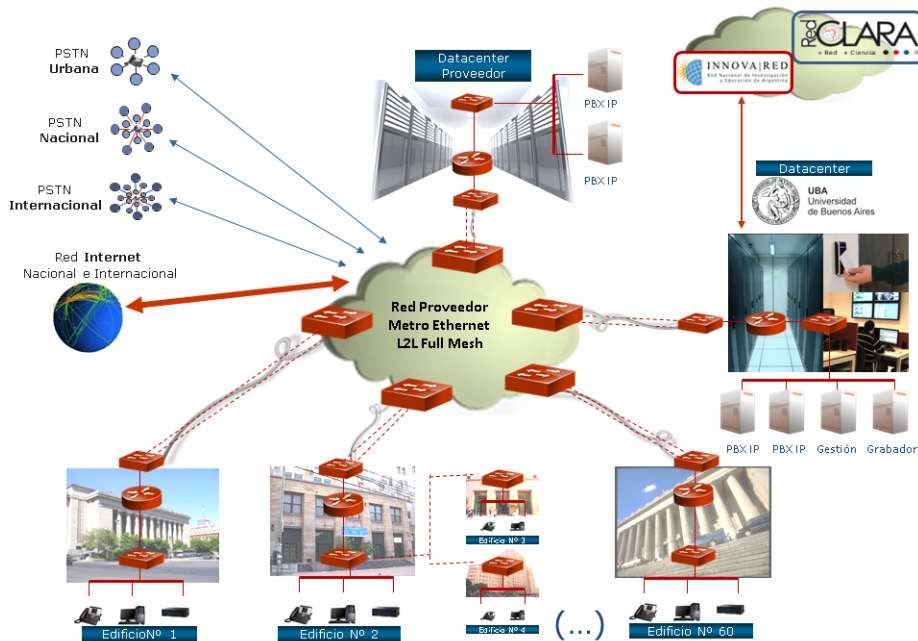 PSTN
Urbana
PSTN
Nacional
PSTN
Internacional
Red Internet
Nacional e Internacional
Datacenter
Proveedor
PBX IP
PBX IP
Red
CLARA
+ Red + Ciencia
INNOVA|RED
Red Nacional de Investigación
y Educación de Argentina
Datacenter
UBA
Universidad
de Buenos Aires
Red Proveedor
Metro Ethernet
L2L Full Mesh
PBX IP PBX IP Gestión Grabador
Edificio Nº 3
Edificio Nº 4
(...)
EdificioNº 1
Edificio Nº 2
Edificio Nº 60